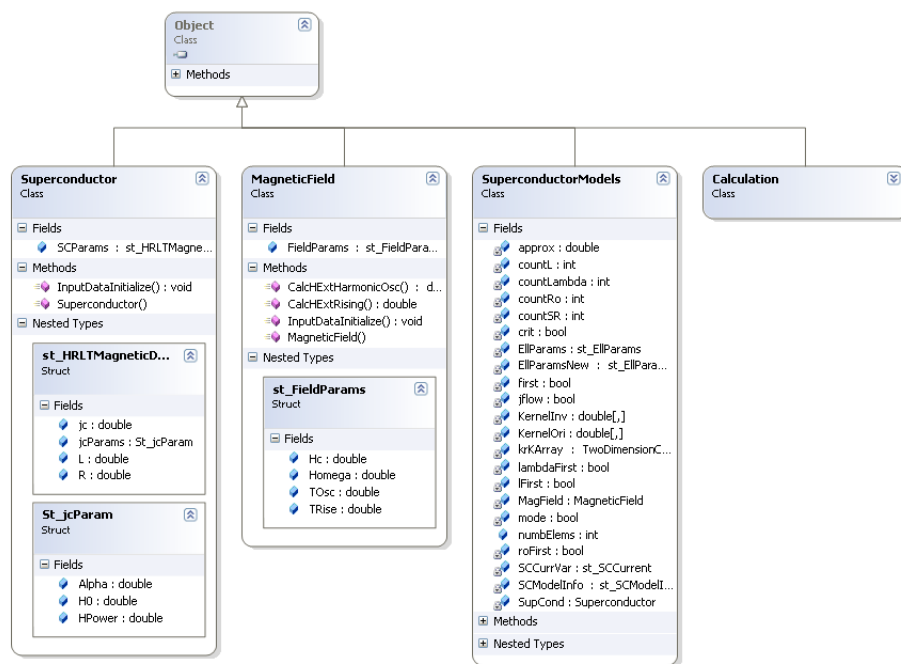 Object
Class
Methods
Superconductor
Class
Fields
SCParams : st_HRLTMagne...
Methods
InputDataInitialize() : void
Superconductor()
Nested Types
st_HRLTMagneticD...
Struct
Fields
jc : double
jcParams : St_jcParam
L : double
R : double
St_jcParam
Struct
Fields
Alpha : double
H0 : double
HPower : double
MagneticField
Class
Fields
FieldParams : st_FieldPara...
Methods
CalcHExtHarmonicOsc() : d...
CalcHExtRising() : double
InputDataInitialize() : void
MagneticField()
Nested Types
st_FieldParams
Struct
Fields
Hc : double
Homega : double
TOsc : double
TRise : double
SuperconductorModels
Class
Fields
approx : double
countL : int
countLambda : int
countRo : int
countSR : int
crit : bool
EllParams : st_EllParams
EllParamsNew : st_EllPara...
first : bool
jflow : bool
KernelInv : double[,]
KernelOri : double[,]
krKArray : TwoDimensionC...
lambdaFirst : bool
lFirst : bool
MagField : MagneticField
mode : bool
numbElems : int
roFirst : bool
SCCurrVar : st_SCCurrent
SCModelInfo : st_SCModelI...
SupCond : Superconductor
Methods
Nested Types
Calculation
Class